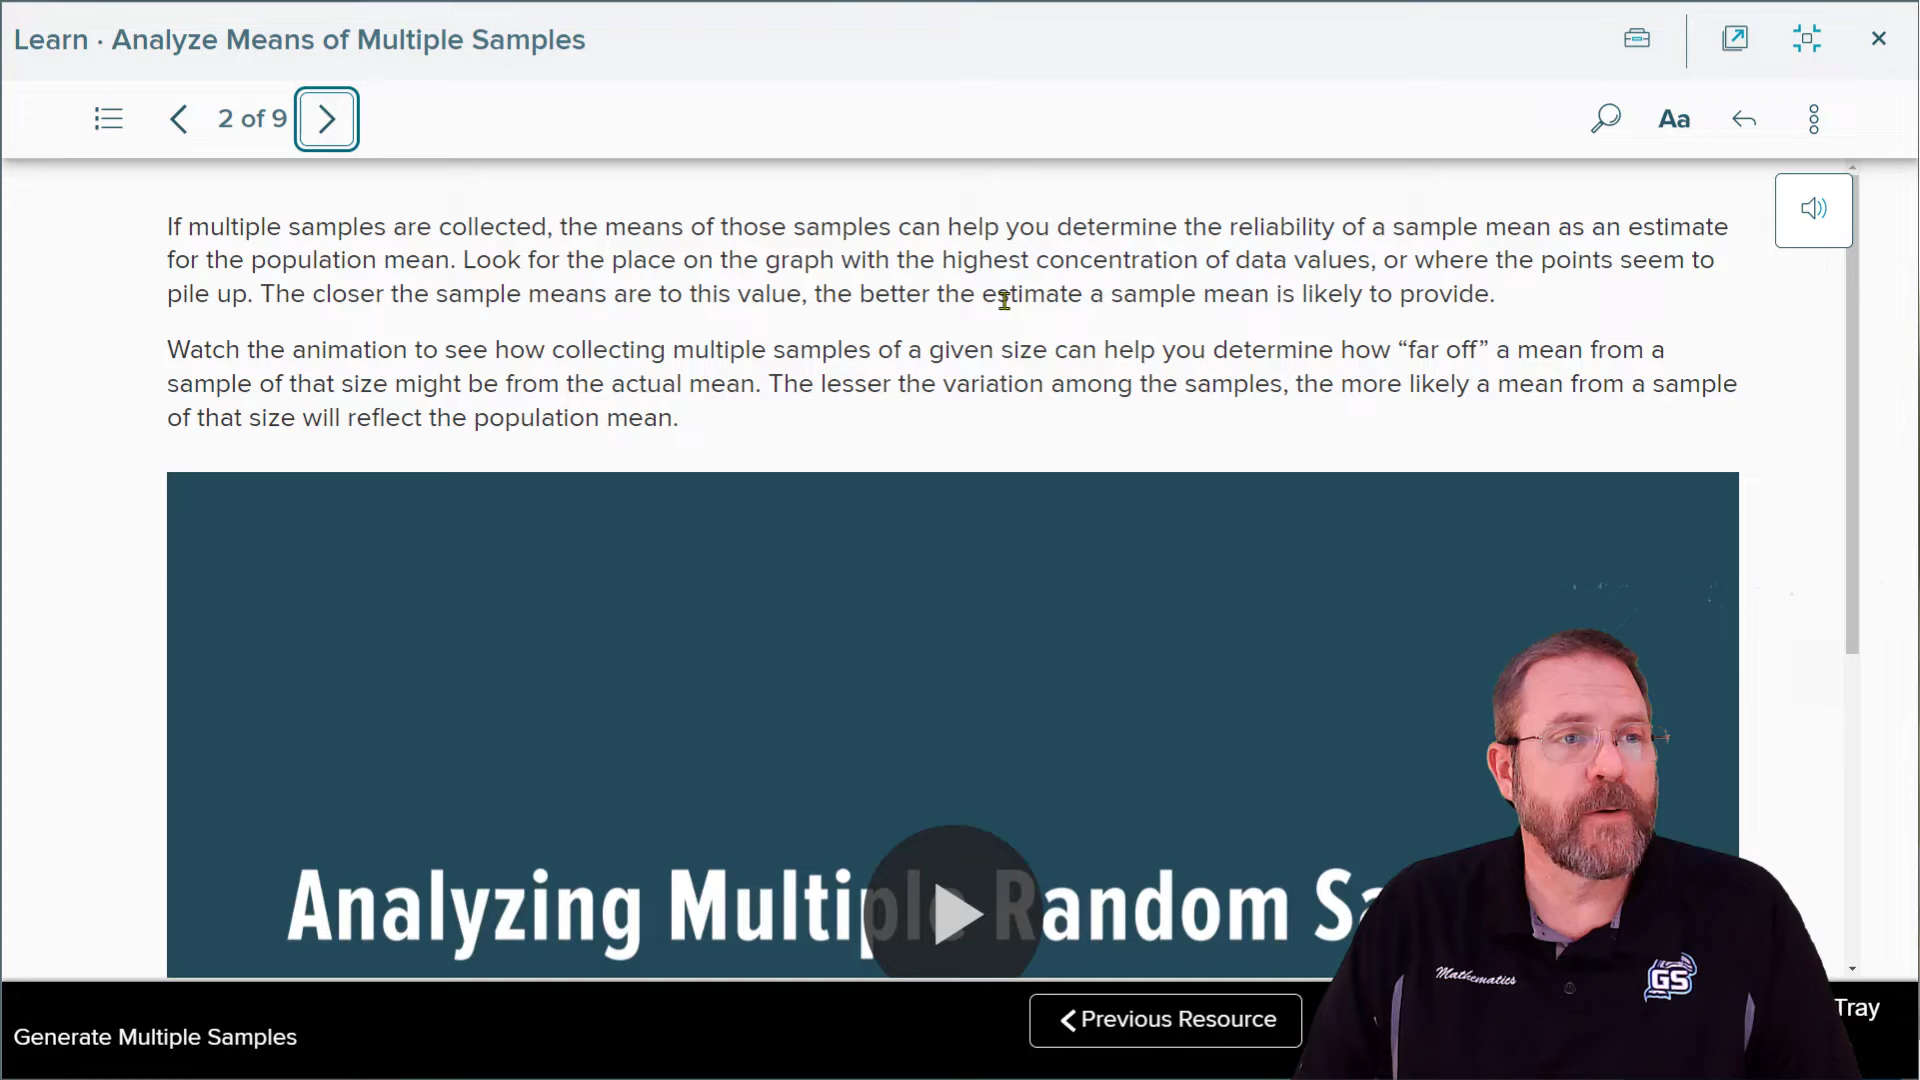 Learn · Analyze Means of Multiple Samples
2 of 9
Aa
If multiple samples are collected, the means of those samples can help you determine the reliability of a sample mean as an estimate
for the population mean. Look for the place on the graph with the highest concentration of data values, or where the points seem to
pile up. The closer the sample means are to this value, the better the estimate a sample mean is likely to provide.
Watch the animation to see how collecting multiple samples of a given size can help you determine how “far off” a mean from a
sample of that size might be from the actual mean. The lesser the variation among the samples, the more likely a mean from a sample
of that size will reflect the population mean.
Analyzing Multiple Random Sa
Mathematics
GS
Generate Multiple Samples
Previous Resource
Tray